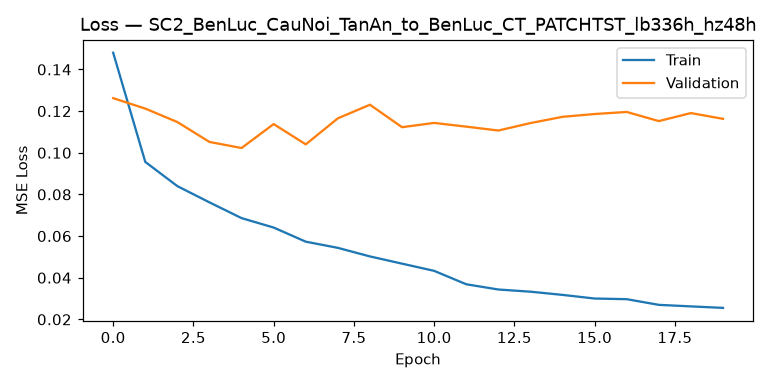 Loss — SC2_BenLuc_CauNoi_TanAn_to_BenLuc_CT_PATCHTST_lb336h_hz48h
Train
Validation
MSE Loss
0.14
0.12
0.10
0.08
0.06
0.04
0.02
0.0 2.5 5.0 7.5 10.0 12.5 15.0 17.5
Epoch